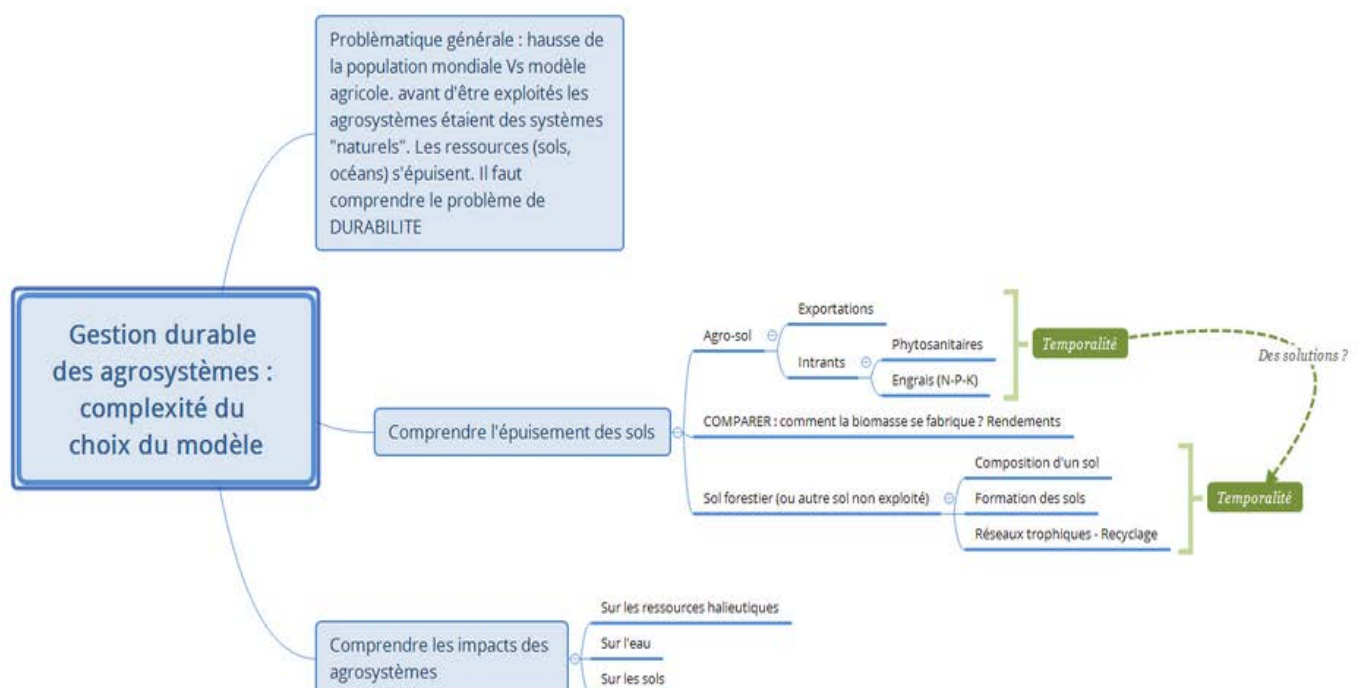 Problèmatique générale : hausse de
la population mondiale Vs modèle
agricole. avant d'être exploités les
agrosystèmes étaient des systèmes
"naturels". Les ressources (sols,
océans) s'épuisent. Il faut
comprendre le problème de
DURABILITE
Gestion durable
des agrosystèmes :
complexité du
choix du modèle
Comprendre l'épuisement des sols
Agro-sol
Exportations
Intrants
Phytosanitaires
Engrais (N-P-K)
Temporalité
Des solutions ?
COMPARER : comment la biomasse se fabrique ? Rendements
Sol forestier (ou autre sol non exploité)
Composition d'un sol
Formation des sols
Réseaux trophiques - Recyclage
Temporalité
Comprendre les impacts des
agrosystèmes
Sur les ressources halieutiques
Sur l'eau
Sur les sols